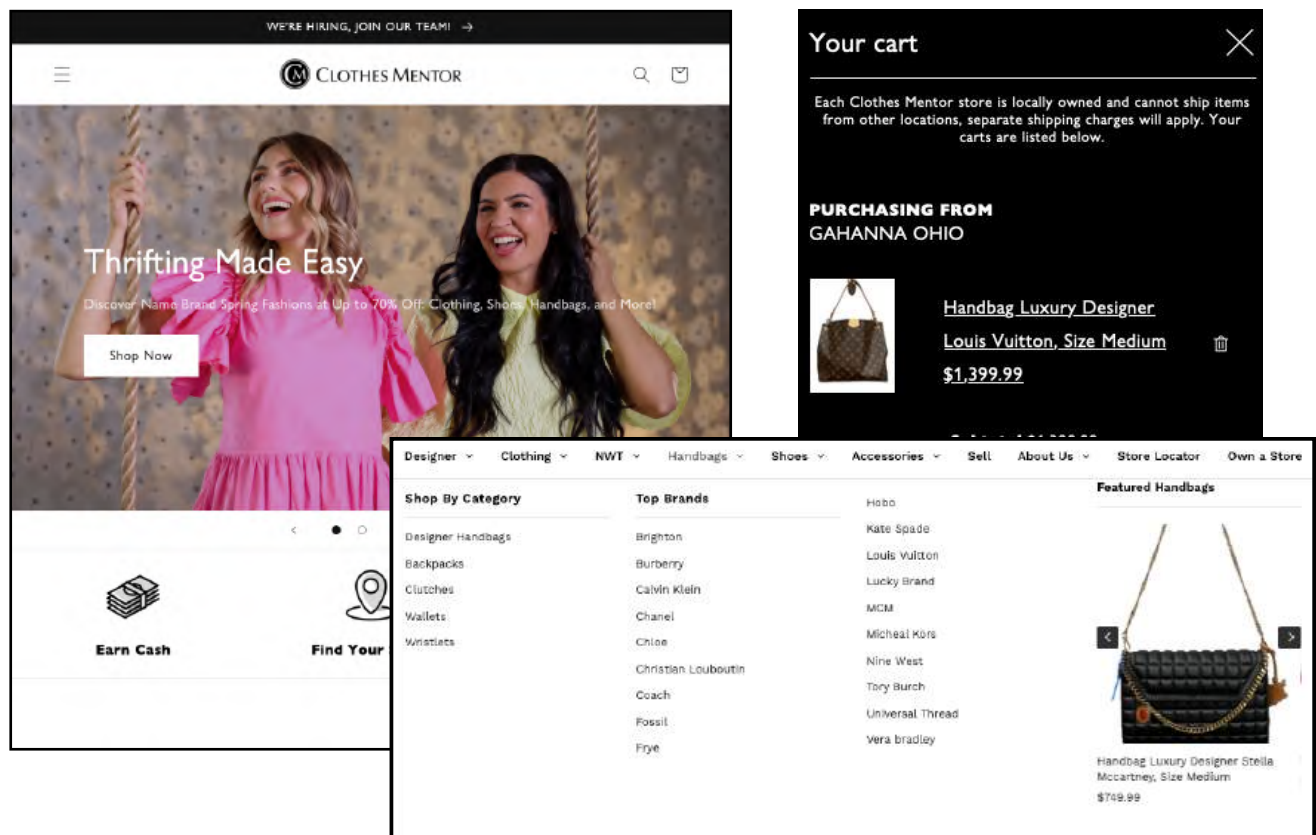 WE'RE HIRING, JOIN OUR TEAM! →
CM CLOTHES MENTOR
Thrifting Made Easy
Discover Name Brand Spring Fashions at Up to 70% Off: Clothing, Shoes, Handbags, and More!
Shop Now
Earn Cash
Find Your
Your cart
Each Clothes Mentor store is locally owned and cannot ship items
from other locations, separate shipping charges will apply. Your
carts are listed below.
PURCHASING FROM
GAHANNA OHIO
Handbag Luxury Designer
Louis Vuitton, Size Medium
$1,399.99
Designer Clothing NWT Handbags Shoes Accessories Sell About Us Store Locator Own a Store
Shop By Category
Designer Handbags
Backpacks
Clutches
Wallets
Wristlets
Top Brands
Brighton
Burberry
Calvin Klein
Chanel
Chloe
Christian Louboutin
Coach
Fossil
Frye
Hobo
Kate Spade
Louis Vuitton
Lucky Brand
MCM
Micheal Kors
Nine West
Tory Burch
Universal Thread
Vera bradley
Featured Handbags
Handbag Luxury Designer Stella
Mccartney, Size Medium
$749.99